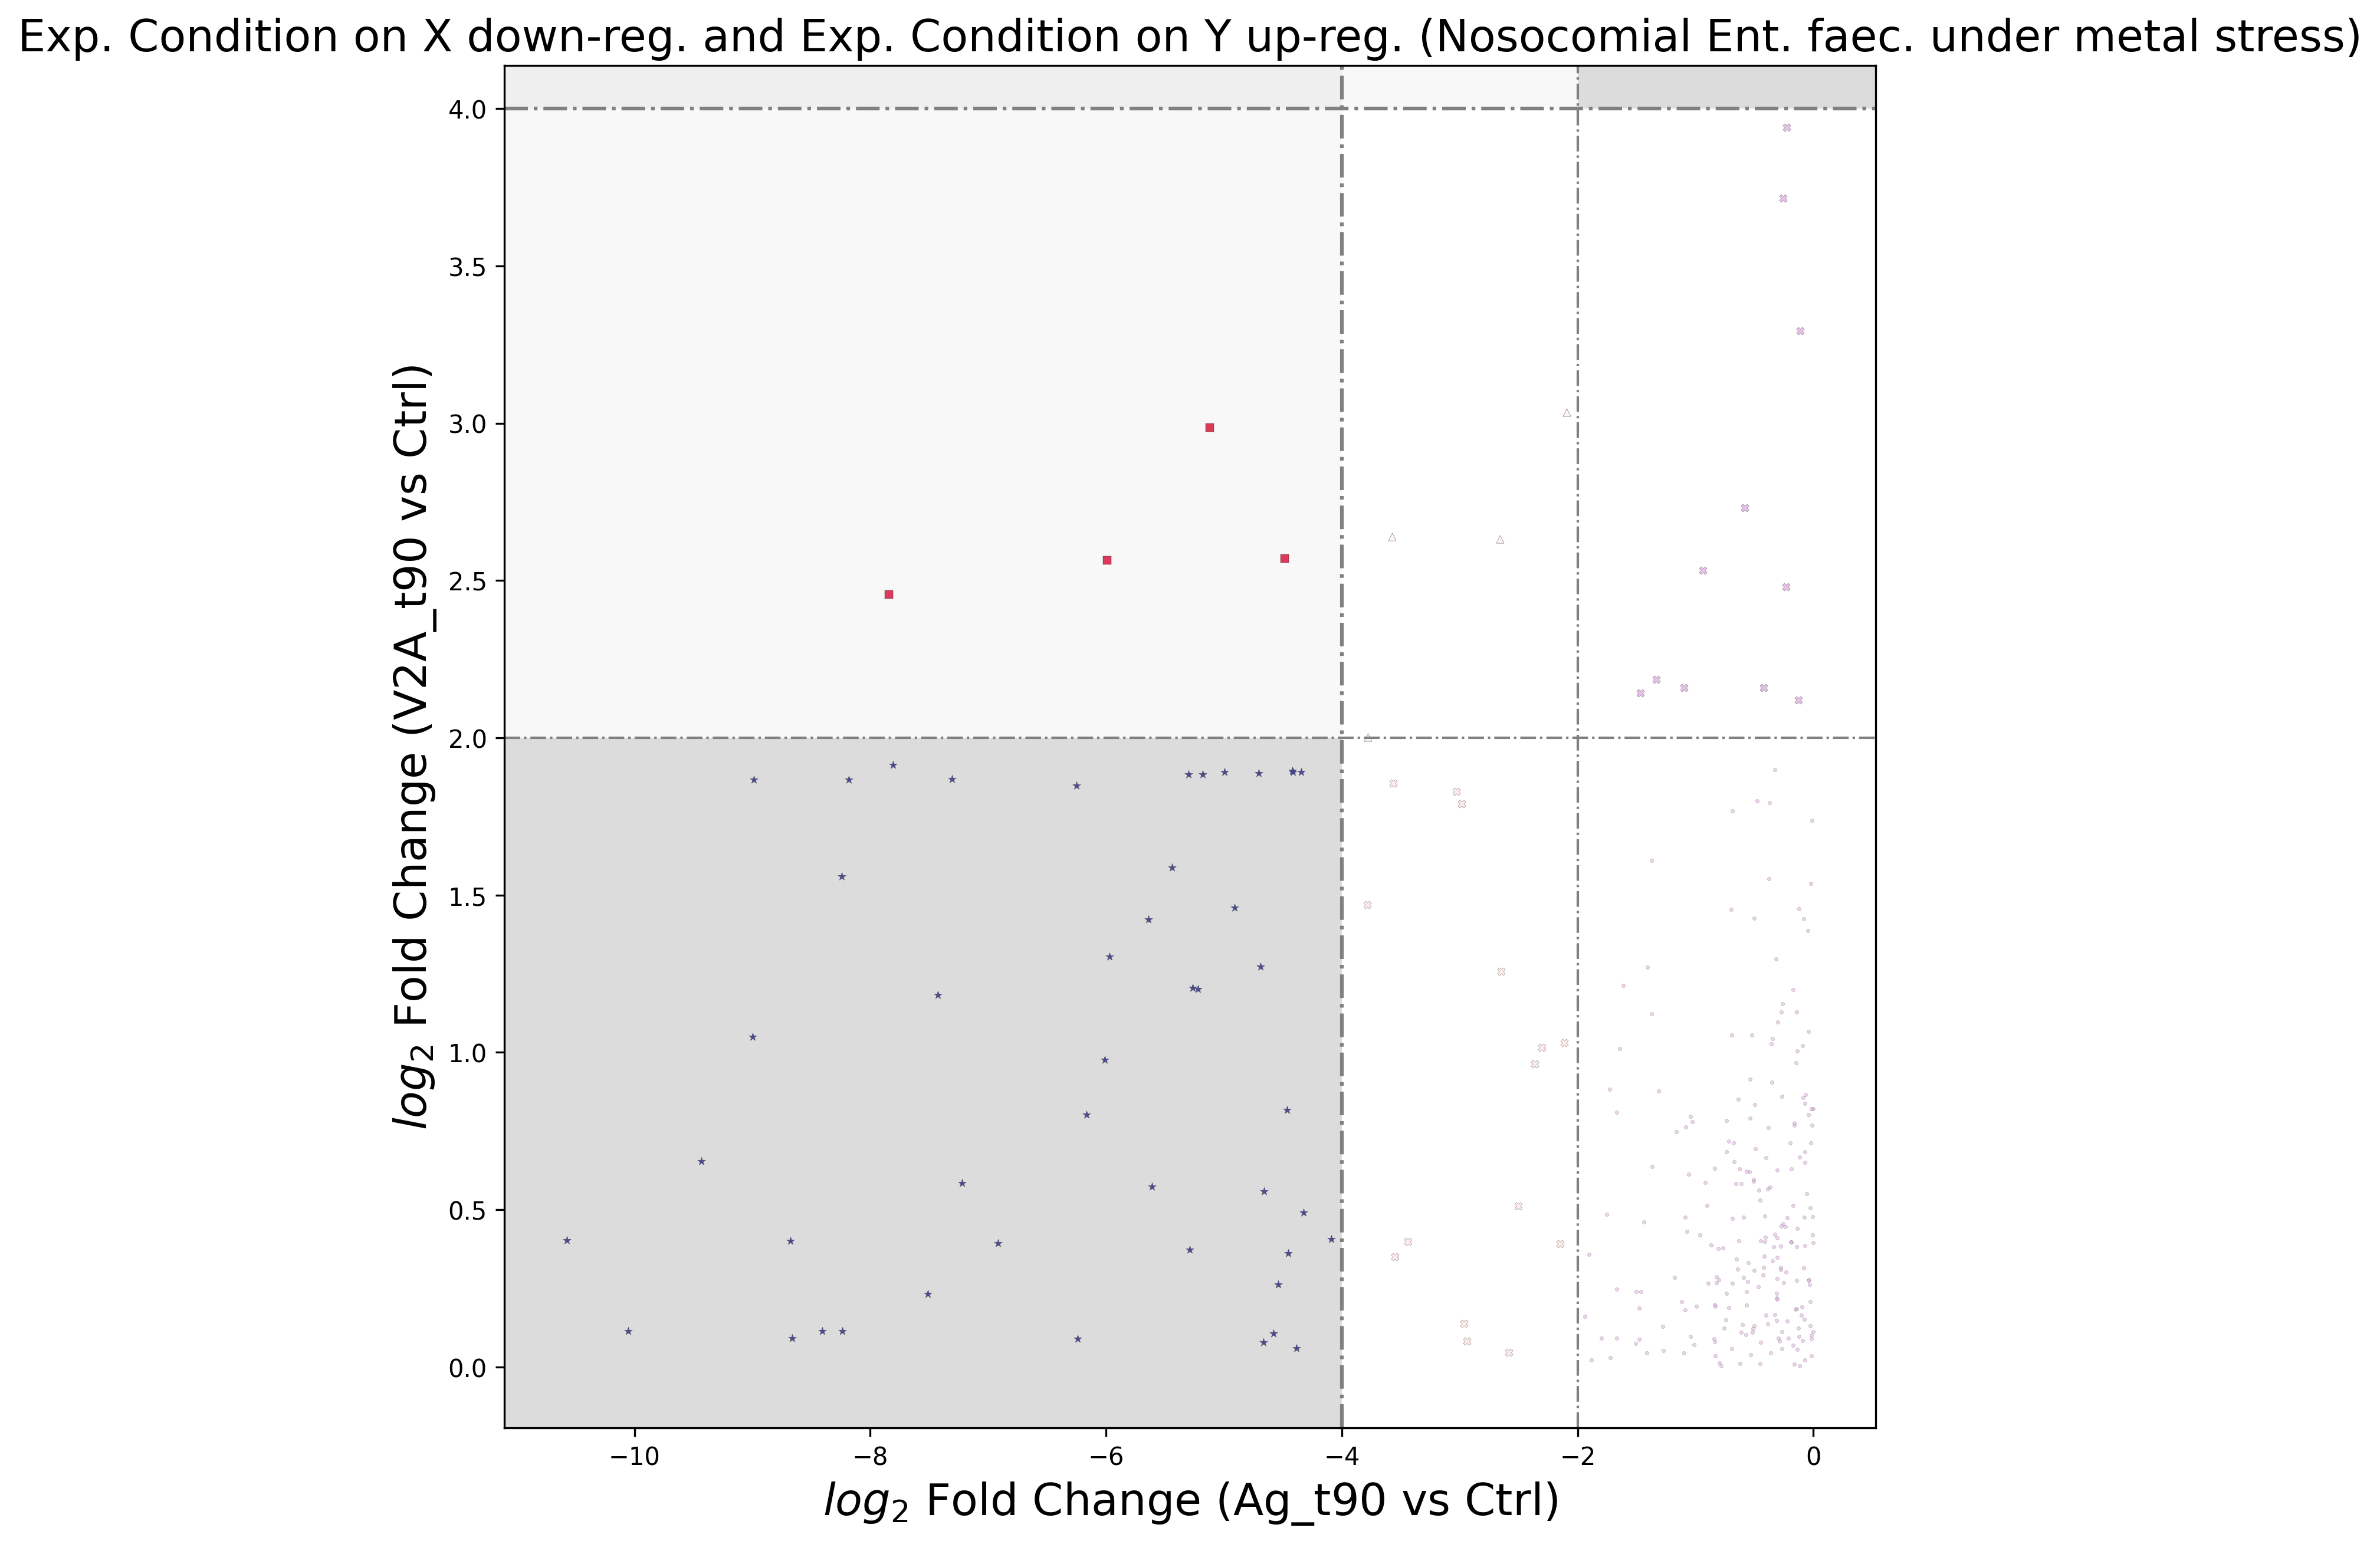 Exp. Condition on X down-reg. and Exp. Condition on Y up-reg. (Nosocomial Ent. faec. under metal stress)
log2 Fold Change (V2A_t90 vs Ctrl)
4.0
3.5
3.0
2.5
2.0
1.5
1.0
0.5
0.0
−10 −8 −6 −4 −2 0
log2 Fold Change (Ag_t90 vs Ctrl)